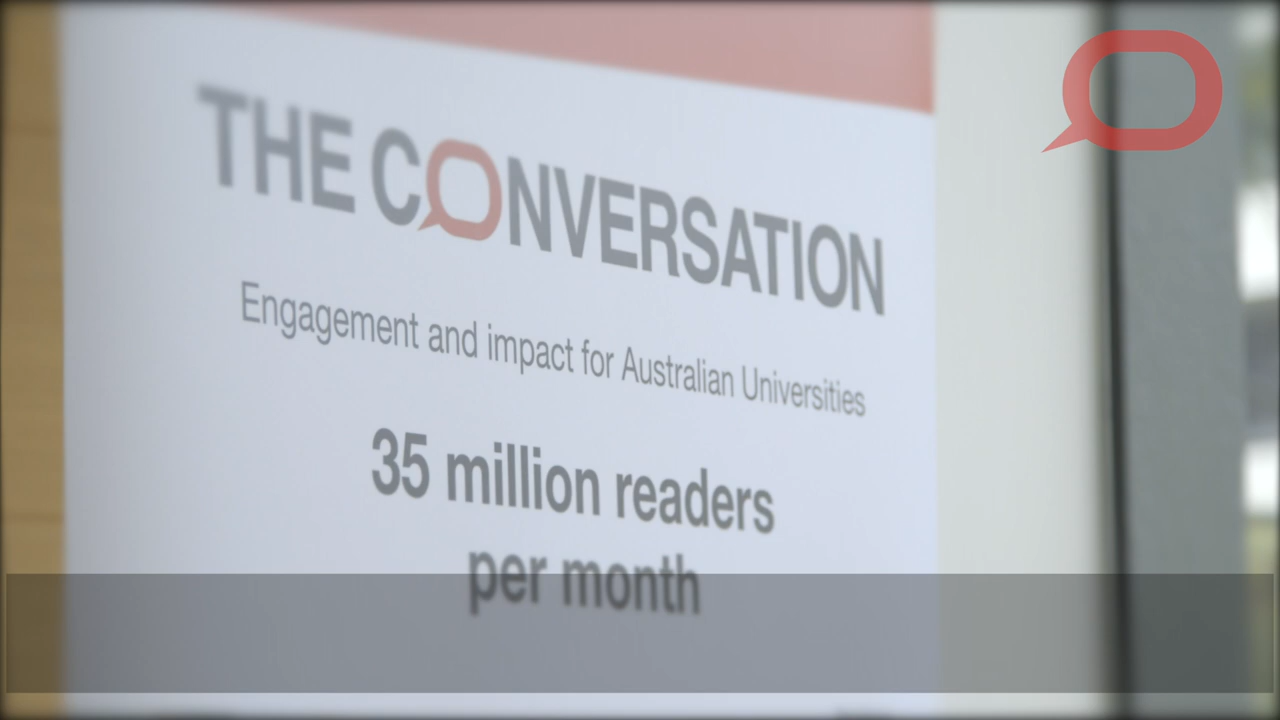 THE CONVERSATION
Engagement and impact for Australian Universities
35 million readers
per month